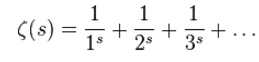 ζ(s) = 1/1^s + 1/2^s + 1/3^s + ...